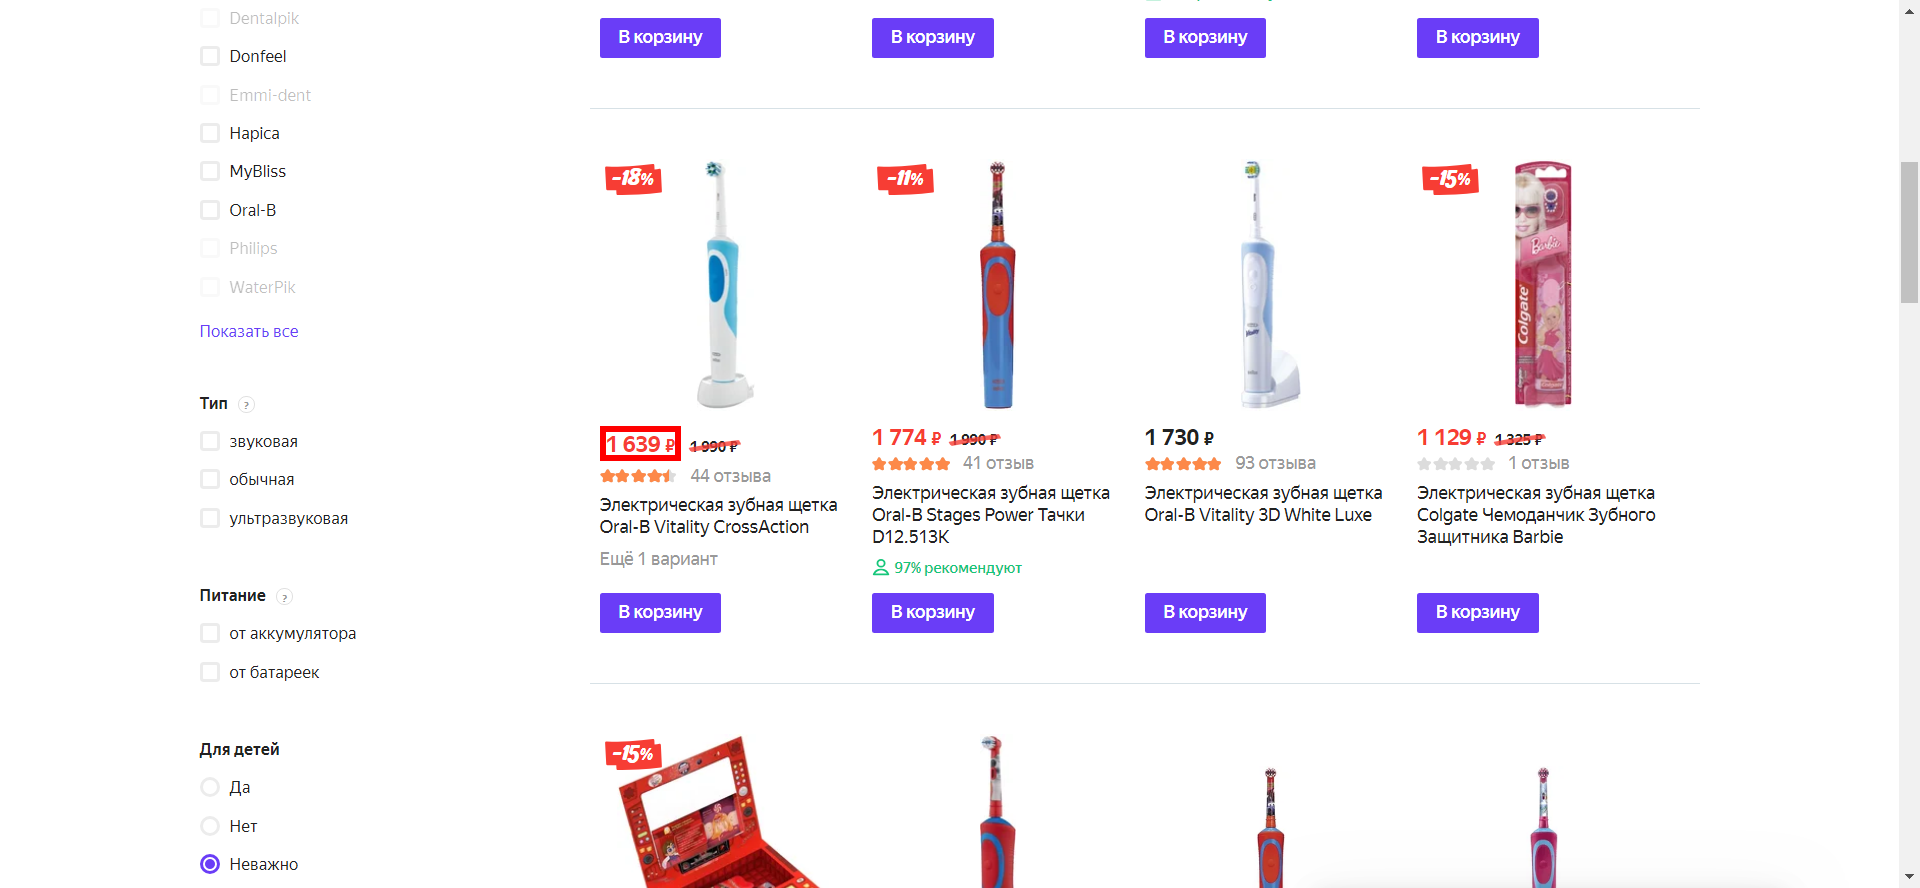 Dentalpik
Donfeel
Emmi-dent
Hapica
MyBliss
Oral-B
Philips
WaterPik
Показать все
Тип ?
звуковая
обычная
ультразвуковая
Питание ?
от аккумулятора
от батареек
Для детей
Да
Нет
Неважно
В корзину
В корзину
В корзину
В корзину
-18%
1 639 ₽ 1 990 ₽
44 отзыва
Электрическая зубная щетка
Oral-B Vitality CrossAction
Ещё 1 вариант
В корзину
-11%
1 774 ₽ 1 990 ₽
41 отзыв
Электрическая зубная щетка
Oral-B Stages Power Тачки
D12.513K
97% рекомендуют
В корзину
1 730 ₽
93 отзыва
Электрическая зубная щетка
Oral-B Vitality 3D White Luxe
В корзину
-15%
Barbie
Colgate
1 129 ₽ 1 325 ₽
1 отзыв
Электрическая зубная щетка
Colgate Чемоданчик Зубного
Защитника Barbie
В корзину
-15%